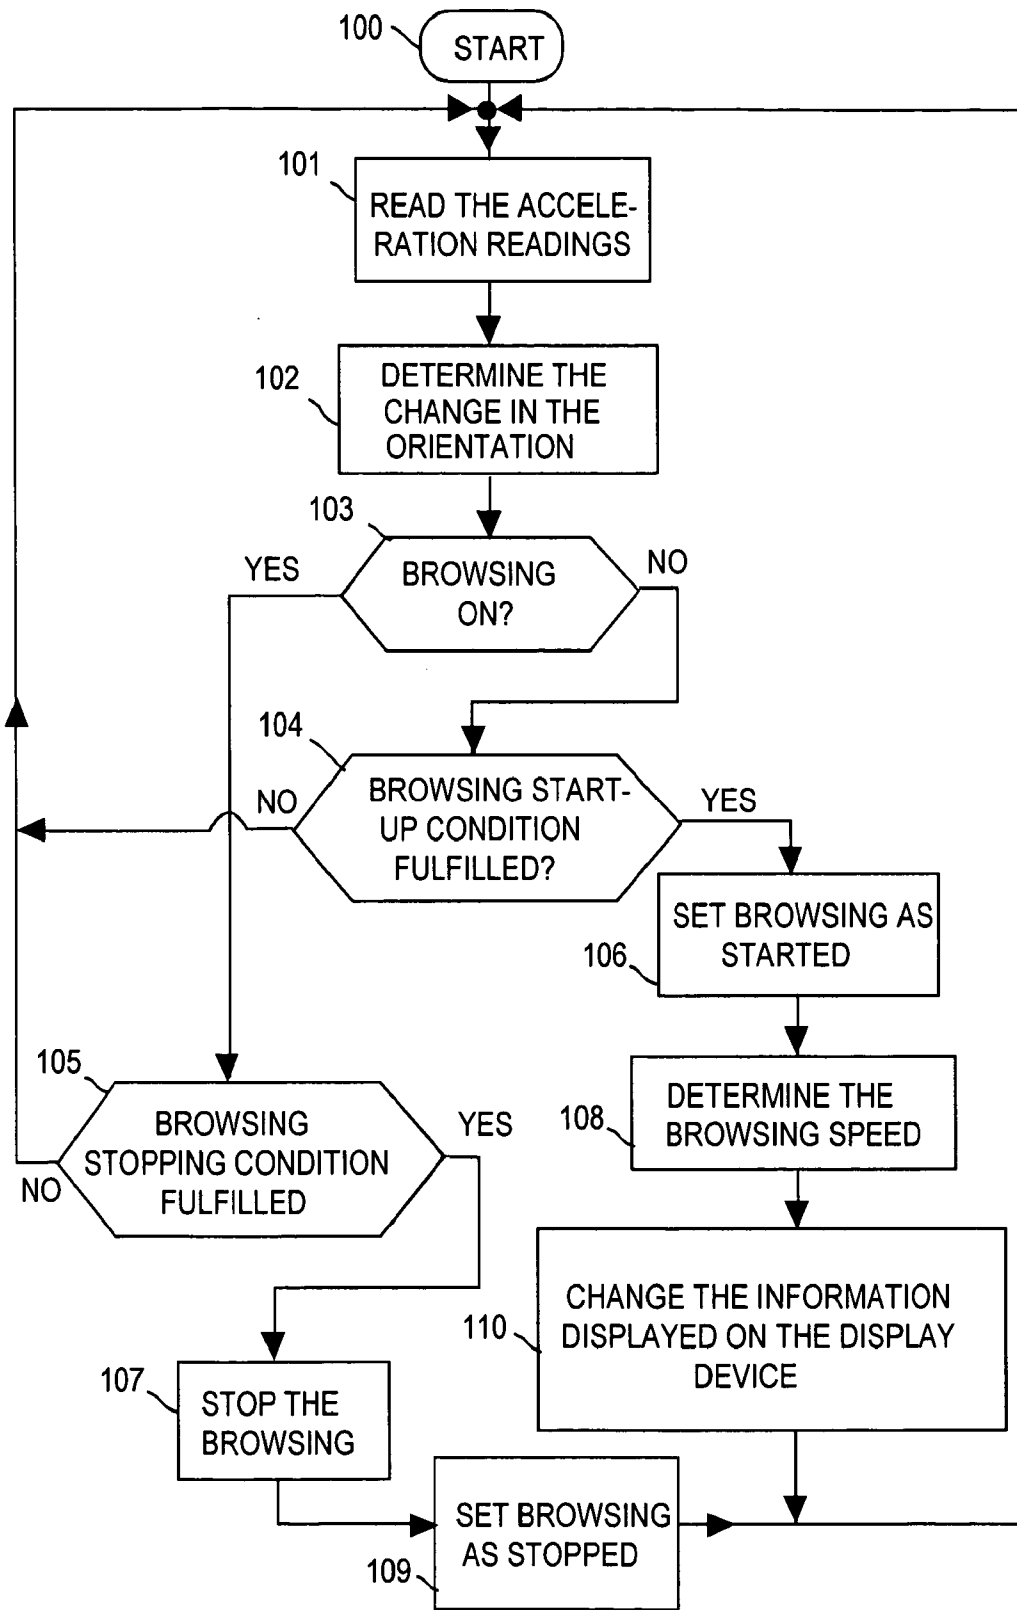 100
START
101
READ THE ACCELE-
RATION READINGS
102
DETERMINE THE
CHANGE IN THE
ORIENTATION
103
YES
BROWSING
ON?
NO
104
NO
BROWSING START-
UP CONDITION
FULFILLED?
YES
SET BROWSING AS
STARTED
106
105
BROWSING
STOPPING CONDITION
FULFILLED
YES
NO
DETERMINE THE
BROWSING SPEED
108
CHANGE THE INFORMATION
DISPLAYED ON THE DISPLAY
DEVICE
110
107
STOP THE
BROWSING
SET BROWSING
AS STOPPED
109